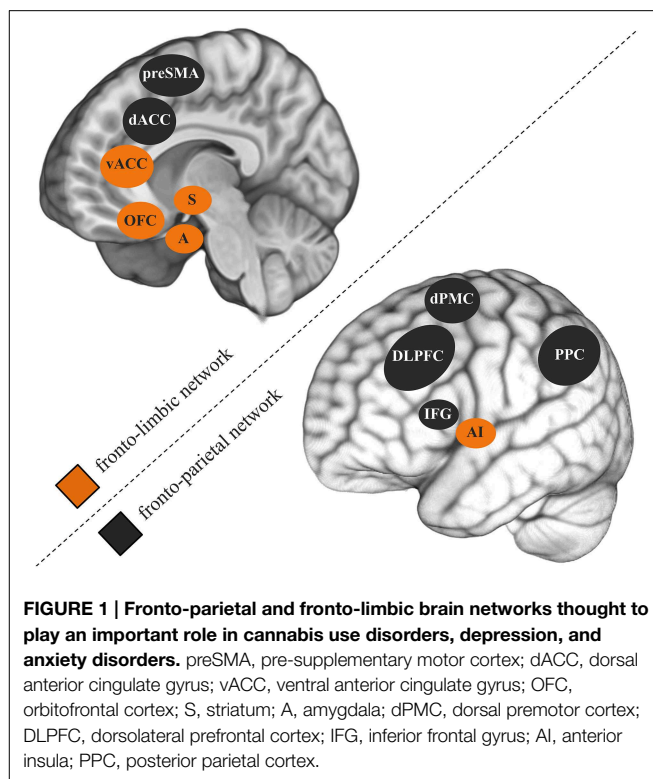 preSMA
dACC
vACC
S
OFC
A
dPMC
DLPFC
PPC
IFG
AI
fronto-limbic network
fronto-parietal network
FIGURE 1 | Fronto-parietal and fronto-limbic brain networks thought to
play an important role in cannabis use disorders, depression, and
anxiety disorders. preSMA, pre-supplementary motor cortex; dACC, dorsal
anterior cingulate gyrus; vACC, ventral anterior cingulate gyrus; OFC,
orbitofrontal cortex; S, striatum; A, amygdala; dPMC, dorsal premotor cortex;
DLPFC, dorsolateral prefrontal cortex; IFG, inferior frontal gyrus; AI, anterior
insula; PPC, posterior parietal cortex.